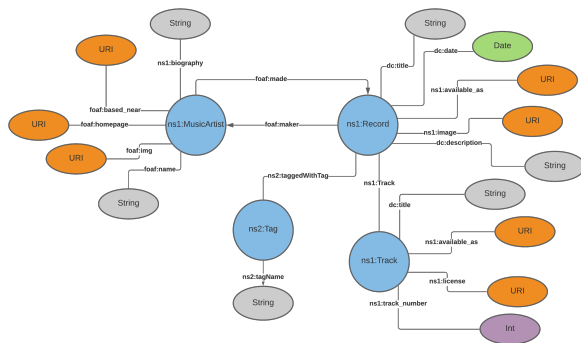 String
String
Date
URI
ns1:biography
dc:date
dc:title
URI
foaf:made
ns1:available_as
foaf:based_near
URI
URI
foaf:homepage
ns1:MusicArtist
foaf:maker
ns1:Record
ns1:image
dc:description
URI
foaf:img
String
foaf:name
ns2:taggedWithTag
ns1:Track
String
String
dc:title
ns2:Tag
URI
ns1:available_as
ns1:Track
ns2:tagName
ns1:license
URI
String
ns1:track_number
Int